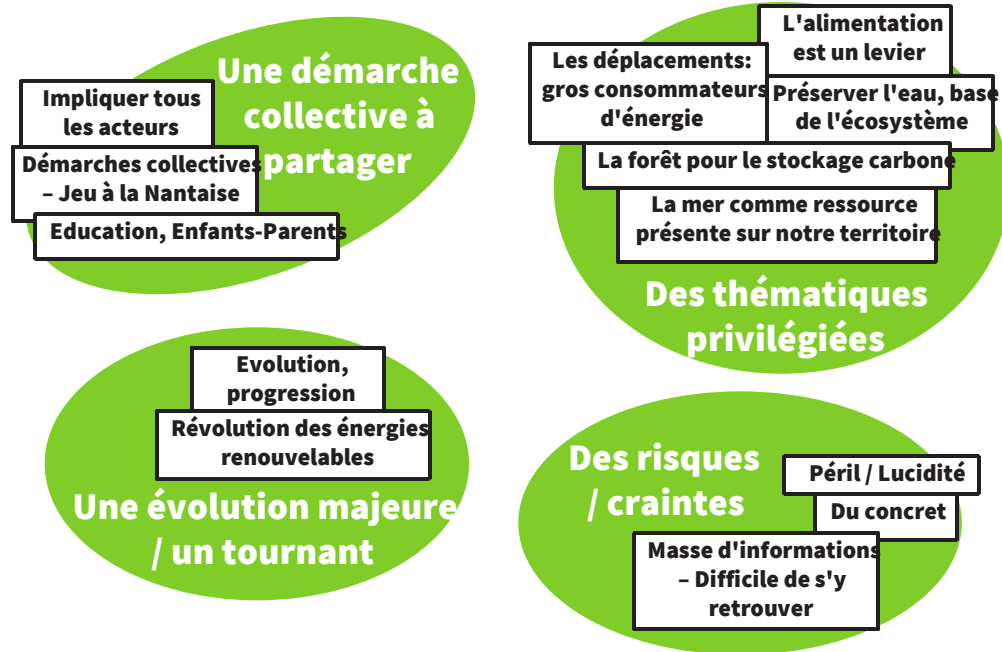 Une démarche
collective à
partager
Impliquer tous
les acteurs
Démarches collectives
– Jeu à la Nantaise
Education, Enfants-Parents
L'alimentation
est un levier
Les déplacements:
gros consommateurs
d'énergie
Préserver l'eau, base
de l'écosystème
La forêt pour le stockage carbone
La mer comme ressource
présente sur notre territoire
Des thématiques
privilégiées
Evolution,
progression
Révolution des énergies
renouvelables
Une évolution majeure
/ un tournant
Des risques
/ craintes
Péril / Lucidité
Du concret
Masse d'informations
– Difficile de s'y
retrouver